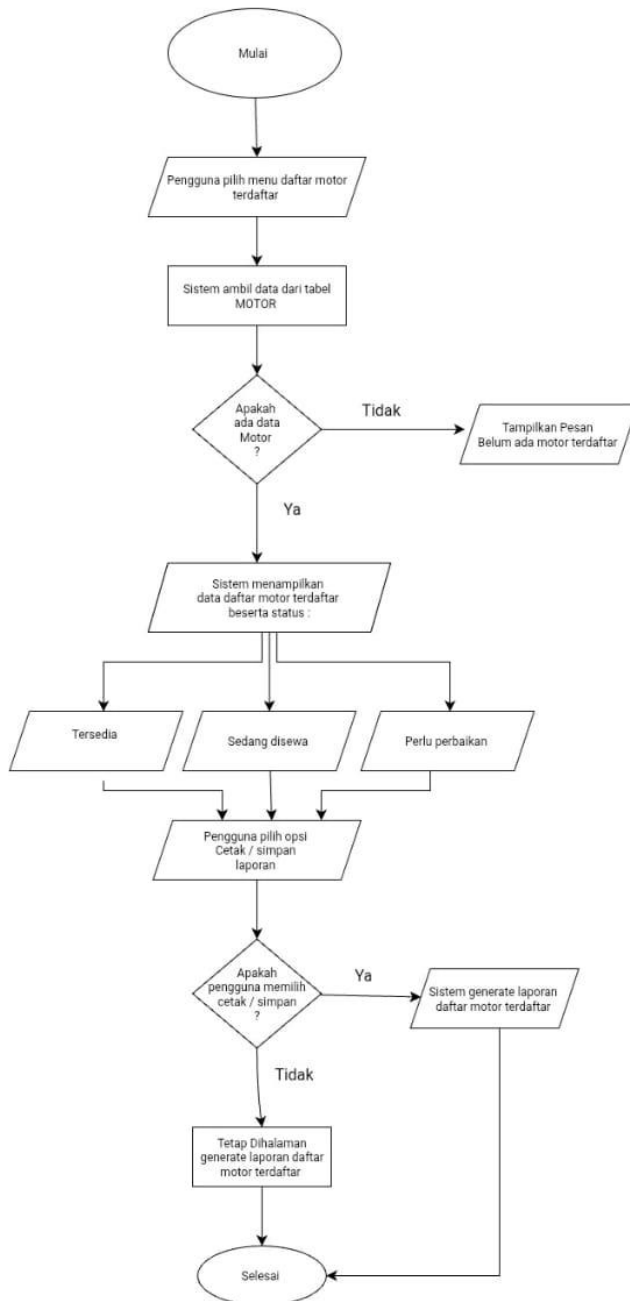 Mulai
Pengguna pilih menu daftar motor
terdaftar
Sistem ambil data dari tabel
MOTOR
Apakah
ada data
Motor
?
Tidak
Tampilkan Pesan
Belum ada motor terdaftar
Ya
Sistem menampilkan
data daftar motor terdaftar
beserta status :
Tersedia
Sedang disewa
Perlu perbaikan
Pengguna pilih opsi
Cetak / simpan
laporan
Apakah
pengguna memilih
cetak / simpan
?
Ya
Sistem generate laporan
daftar motor terdaftar
Tidak
Tetap Dihalaman
generate laporan daftar
motor terdaftar
Selesai